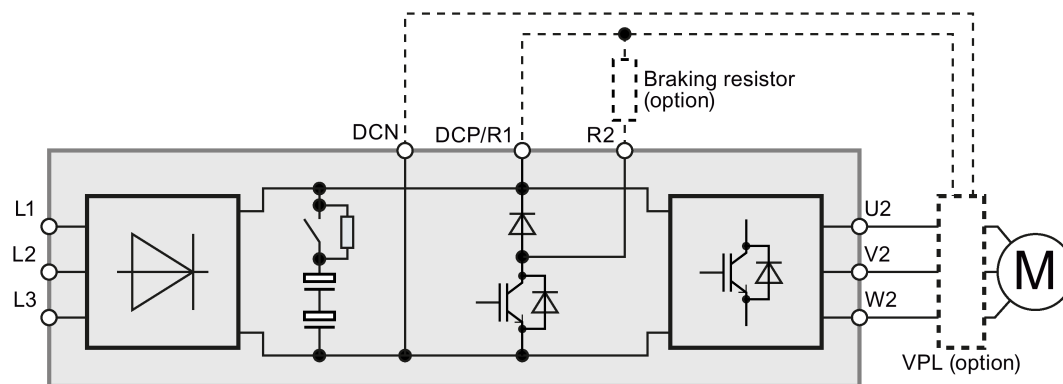 Braking resistor
(option)
DCN
DCP/R1
R2
L1
L2
L3
U2
V2
W2
M
VPL (option)